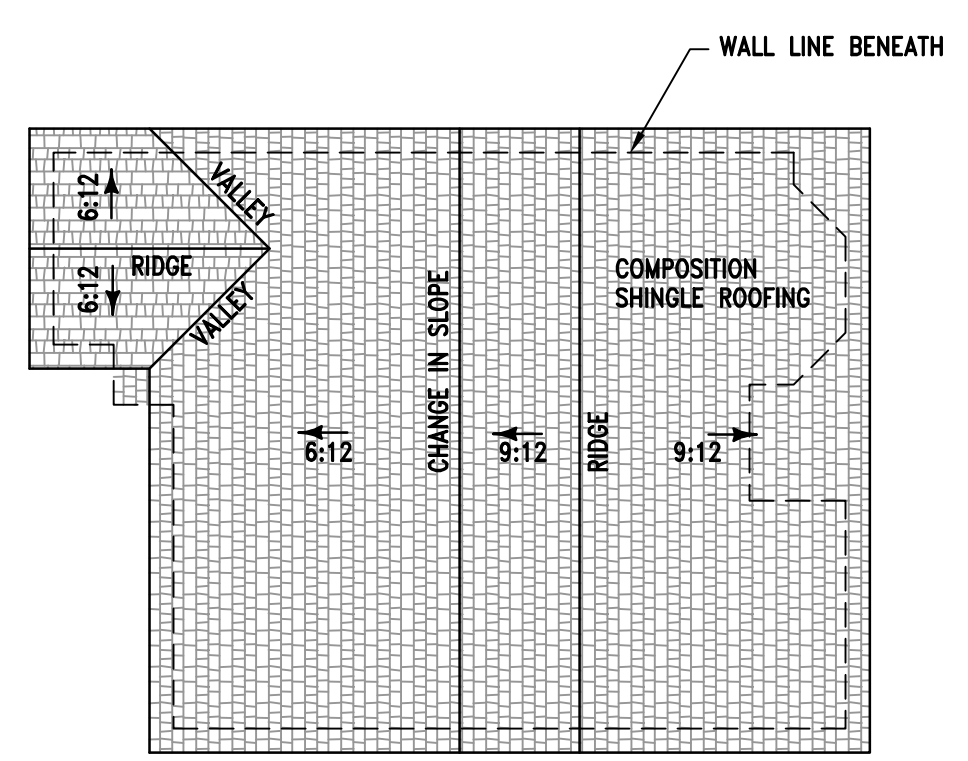 WALL LINE BENEATH
VALLEY
6:12
RIDGE
6:12
VALLEY
COMPOSITION
SHINGLE ROOFING
CHANGE IN SLOPE
RIDGE
6:12
9:12
9:12